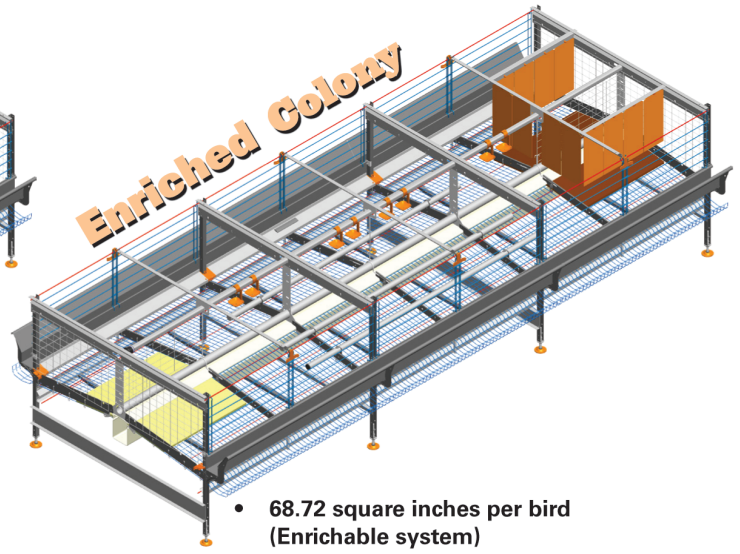 Enriched Colony
• 68.72 square inches per bird
(Enrichable system)